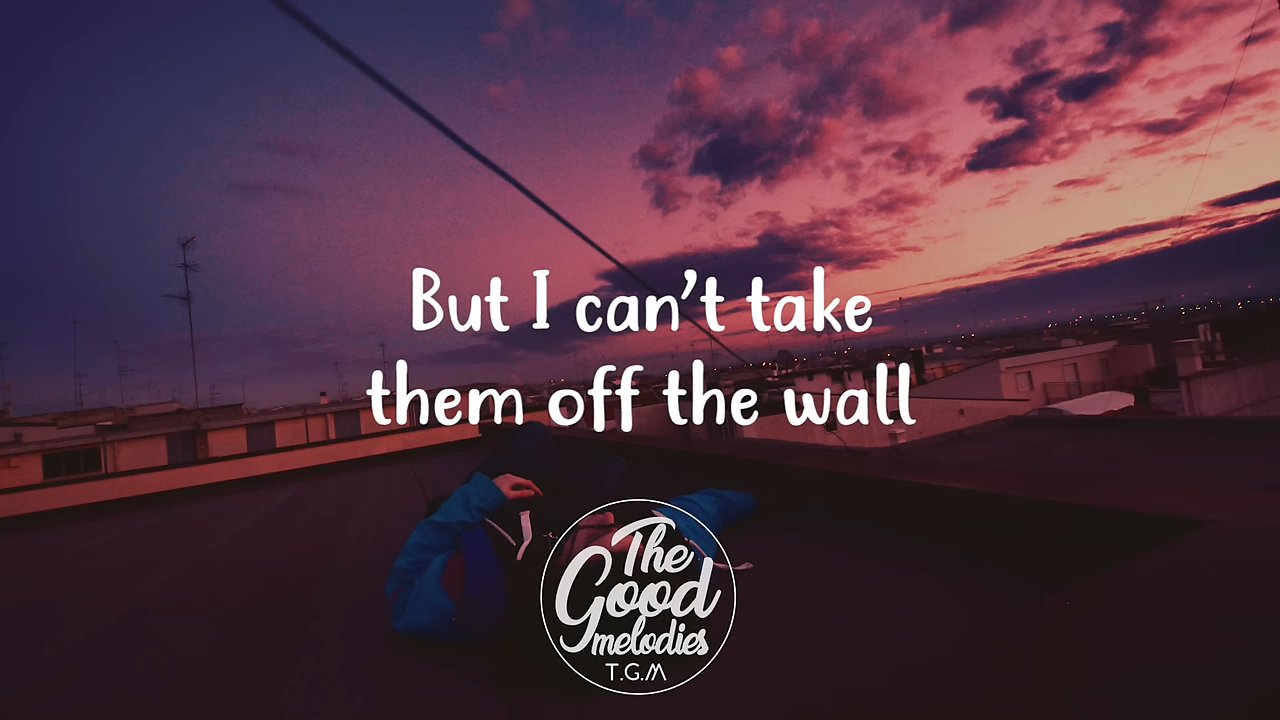 But I can't take
them off the wall
The
Good
melodies
T.G.M